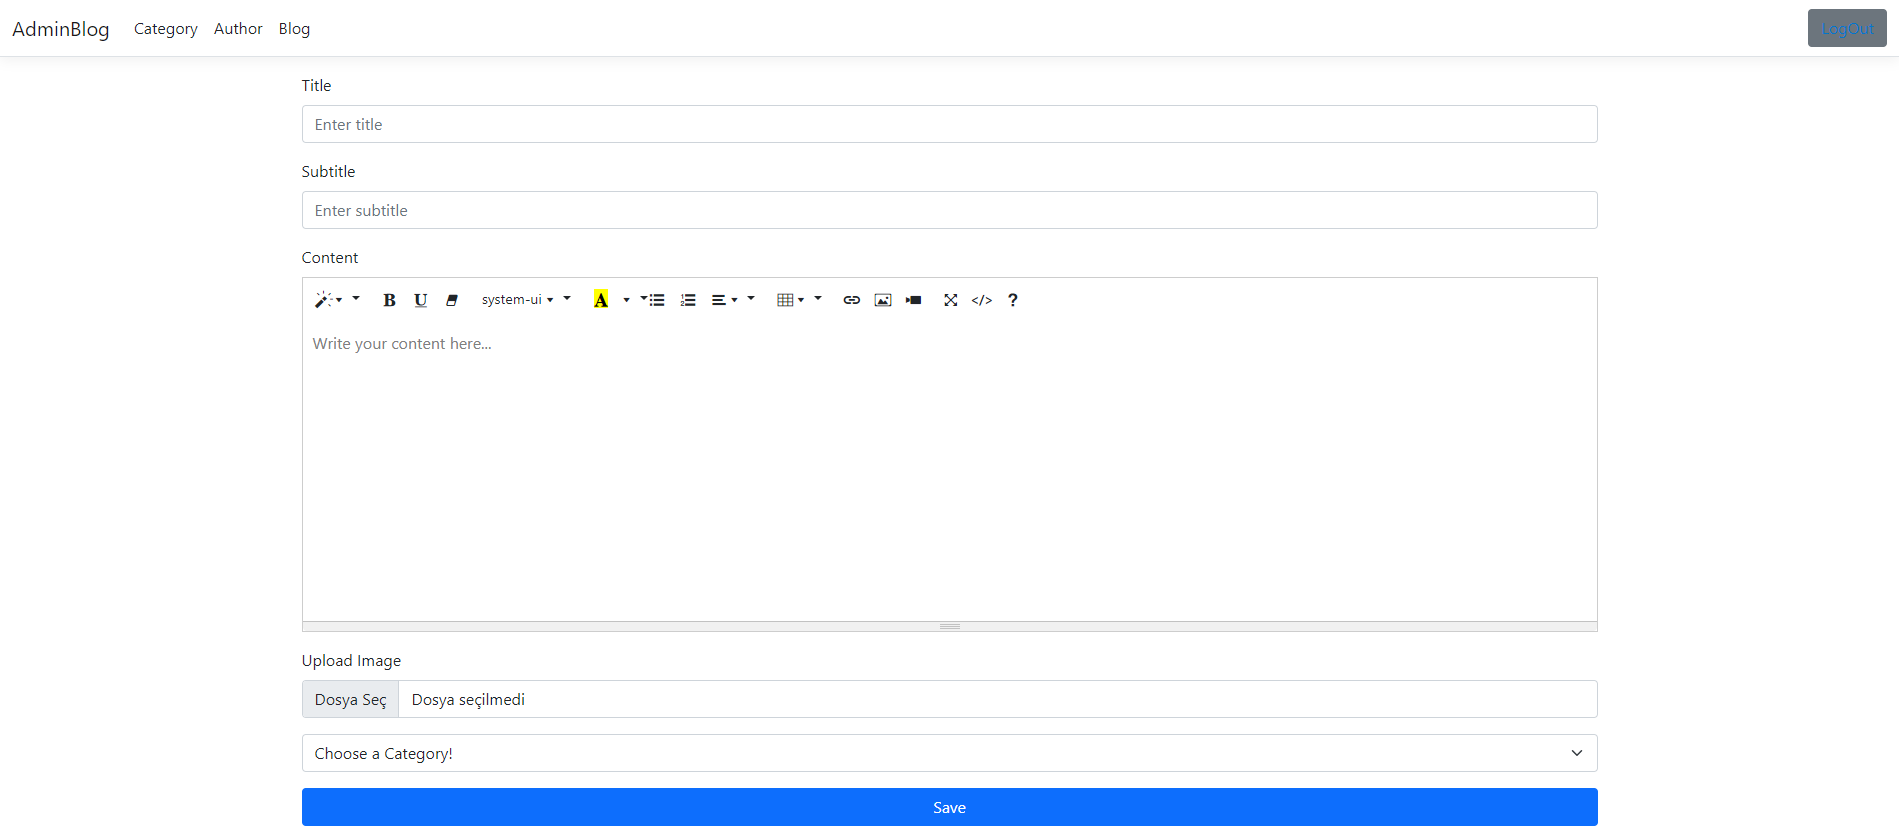 AdminBlog Category Author Blog LogOut
Title
Enter title
Subtitle
Enter subtitle
Content
B U system-ui A </> ?
Write your content here...
Upload Image
Dosya Seç Dosya seçilmedi
Choose a Category!
Save